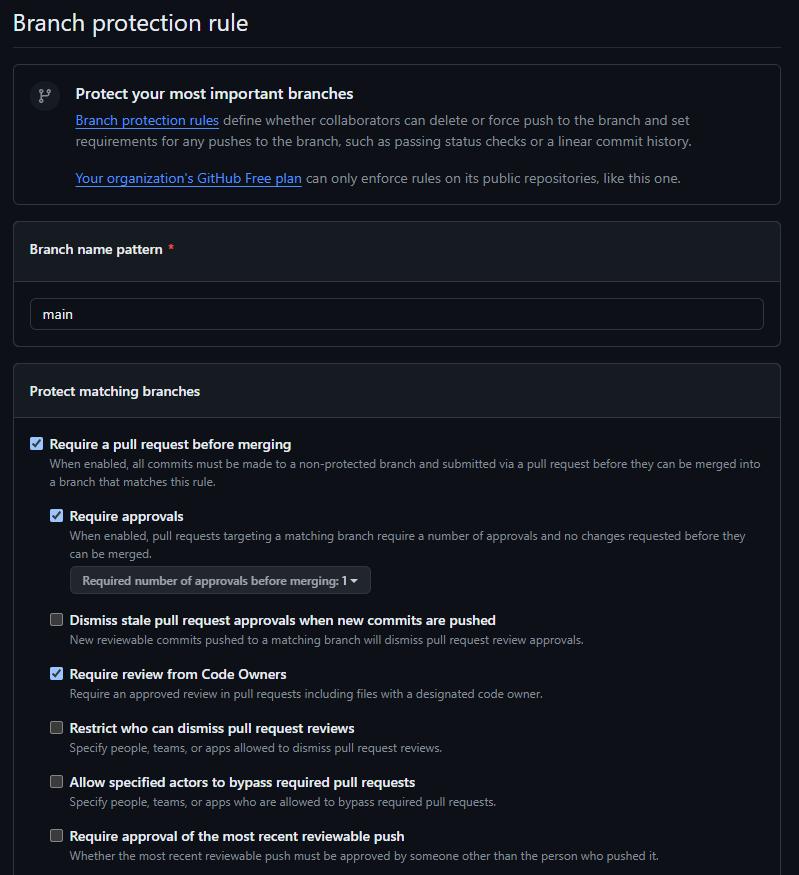 Branch protection rule
Protect your most important branches
Branch protection rules define whether collaborators can delete or force push to the branch and set
requirements for any pushes to the branch, such as passing status checks or a linear commit history.
Your organization's GitHub Free plan can only enforce rules on its public repositories, like this one.
Branch name pattern *
main
Protect matching branches
Require a pull request before merging
When enabled, all commits must be made to a non-protected branch and submitted via a pull request before they can be merged into
a branch that matches this rule.
Require approvals
When enabled, pull requests targeting a matching branch require a number of approvals and no changes requested before they
can be merged.
Required number of approvals before merging: 1
Dismiss stale pull request approvals when new commits are pushed
New reviewable commits pushed to a matching branch will dismiss pull request review approvals.
Require review from Code Owners
Require an approved review in pull requests including files with a designated code owner.
Restrict who can dismiss pull request reviews
Specify people, teams, or apps allowed to dismiss pull request reviews.
Allow specified actors to bypass required pull requests
Specify people, teams, or apps who are allowed to bypass required pull requests.
Require approval of the most recent reviewable push
Whether the most recent reviewable push must be approved by someone other than the person who pushed it.